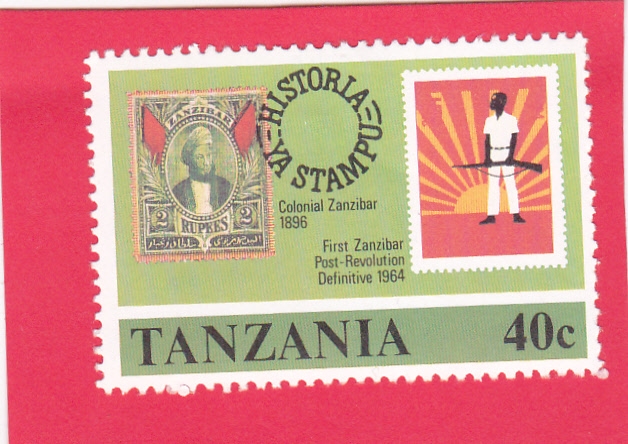 ZANZIBAR
2 RUPEES 2
HISTORIA YA STAMPU
Colonial Zanzibar
1896
First Zanzibar
Post-Revolution
Definitive 1964
TANZANIA 40c